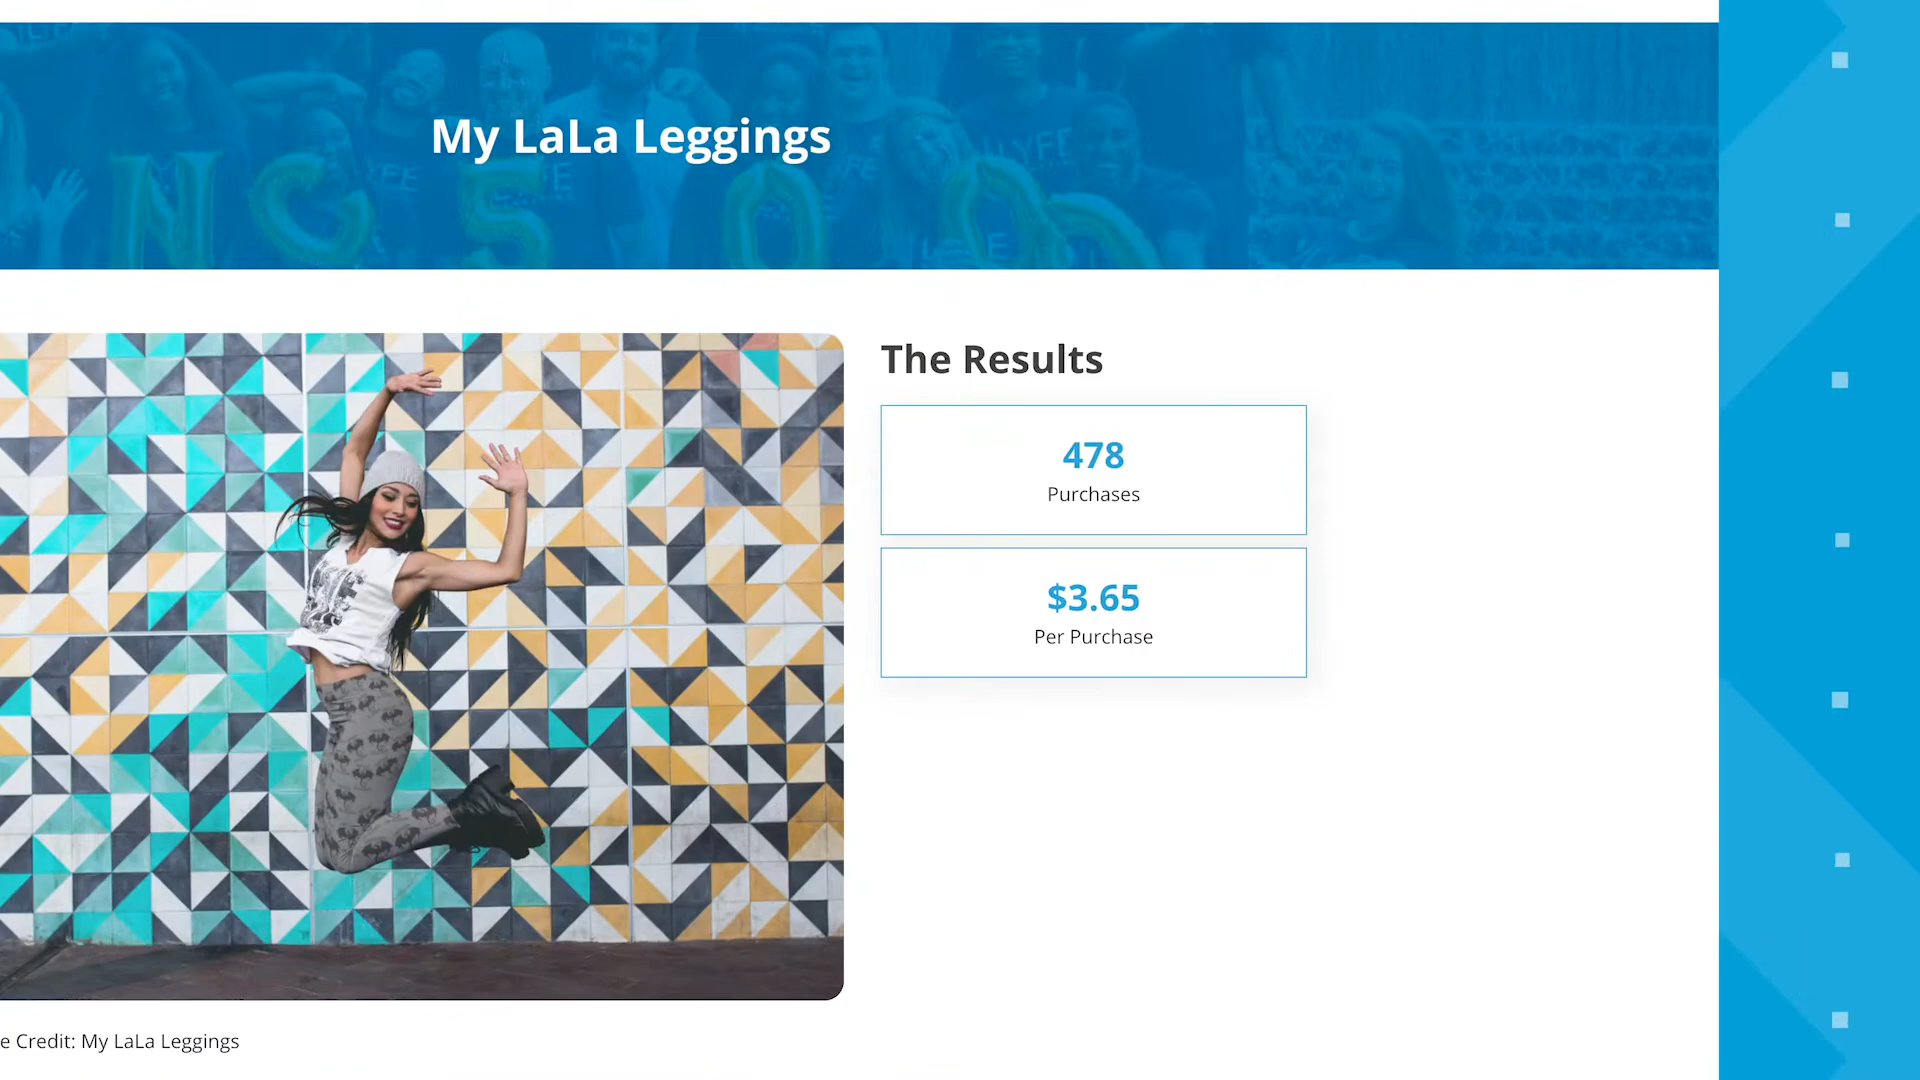 My LaLa Leggings
The Results
478
Purchases
$3.65
Per Purchase
e Credit: My LaLa Leggings